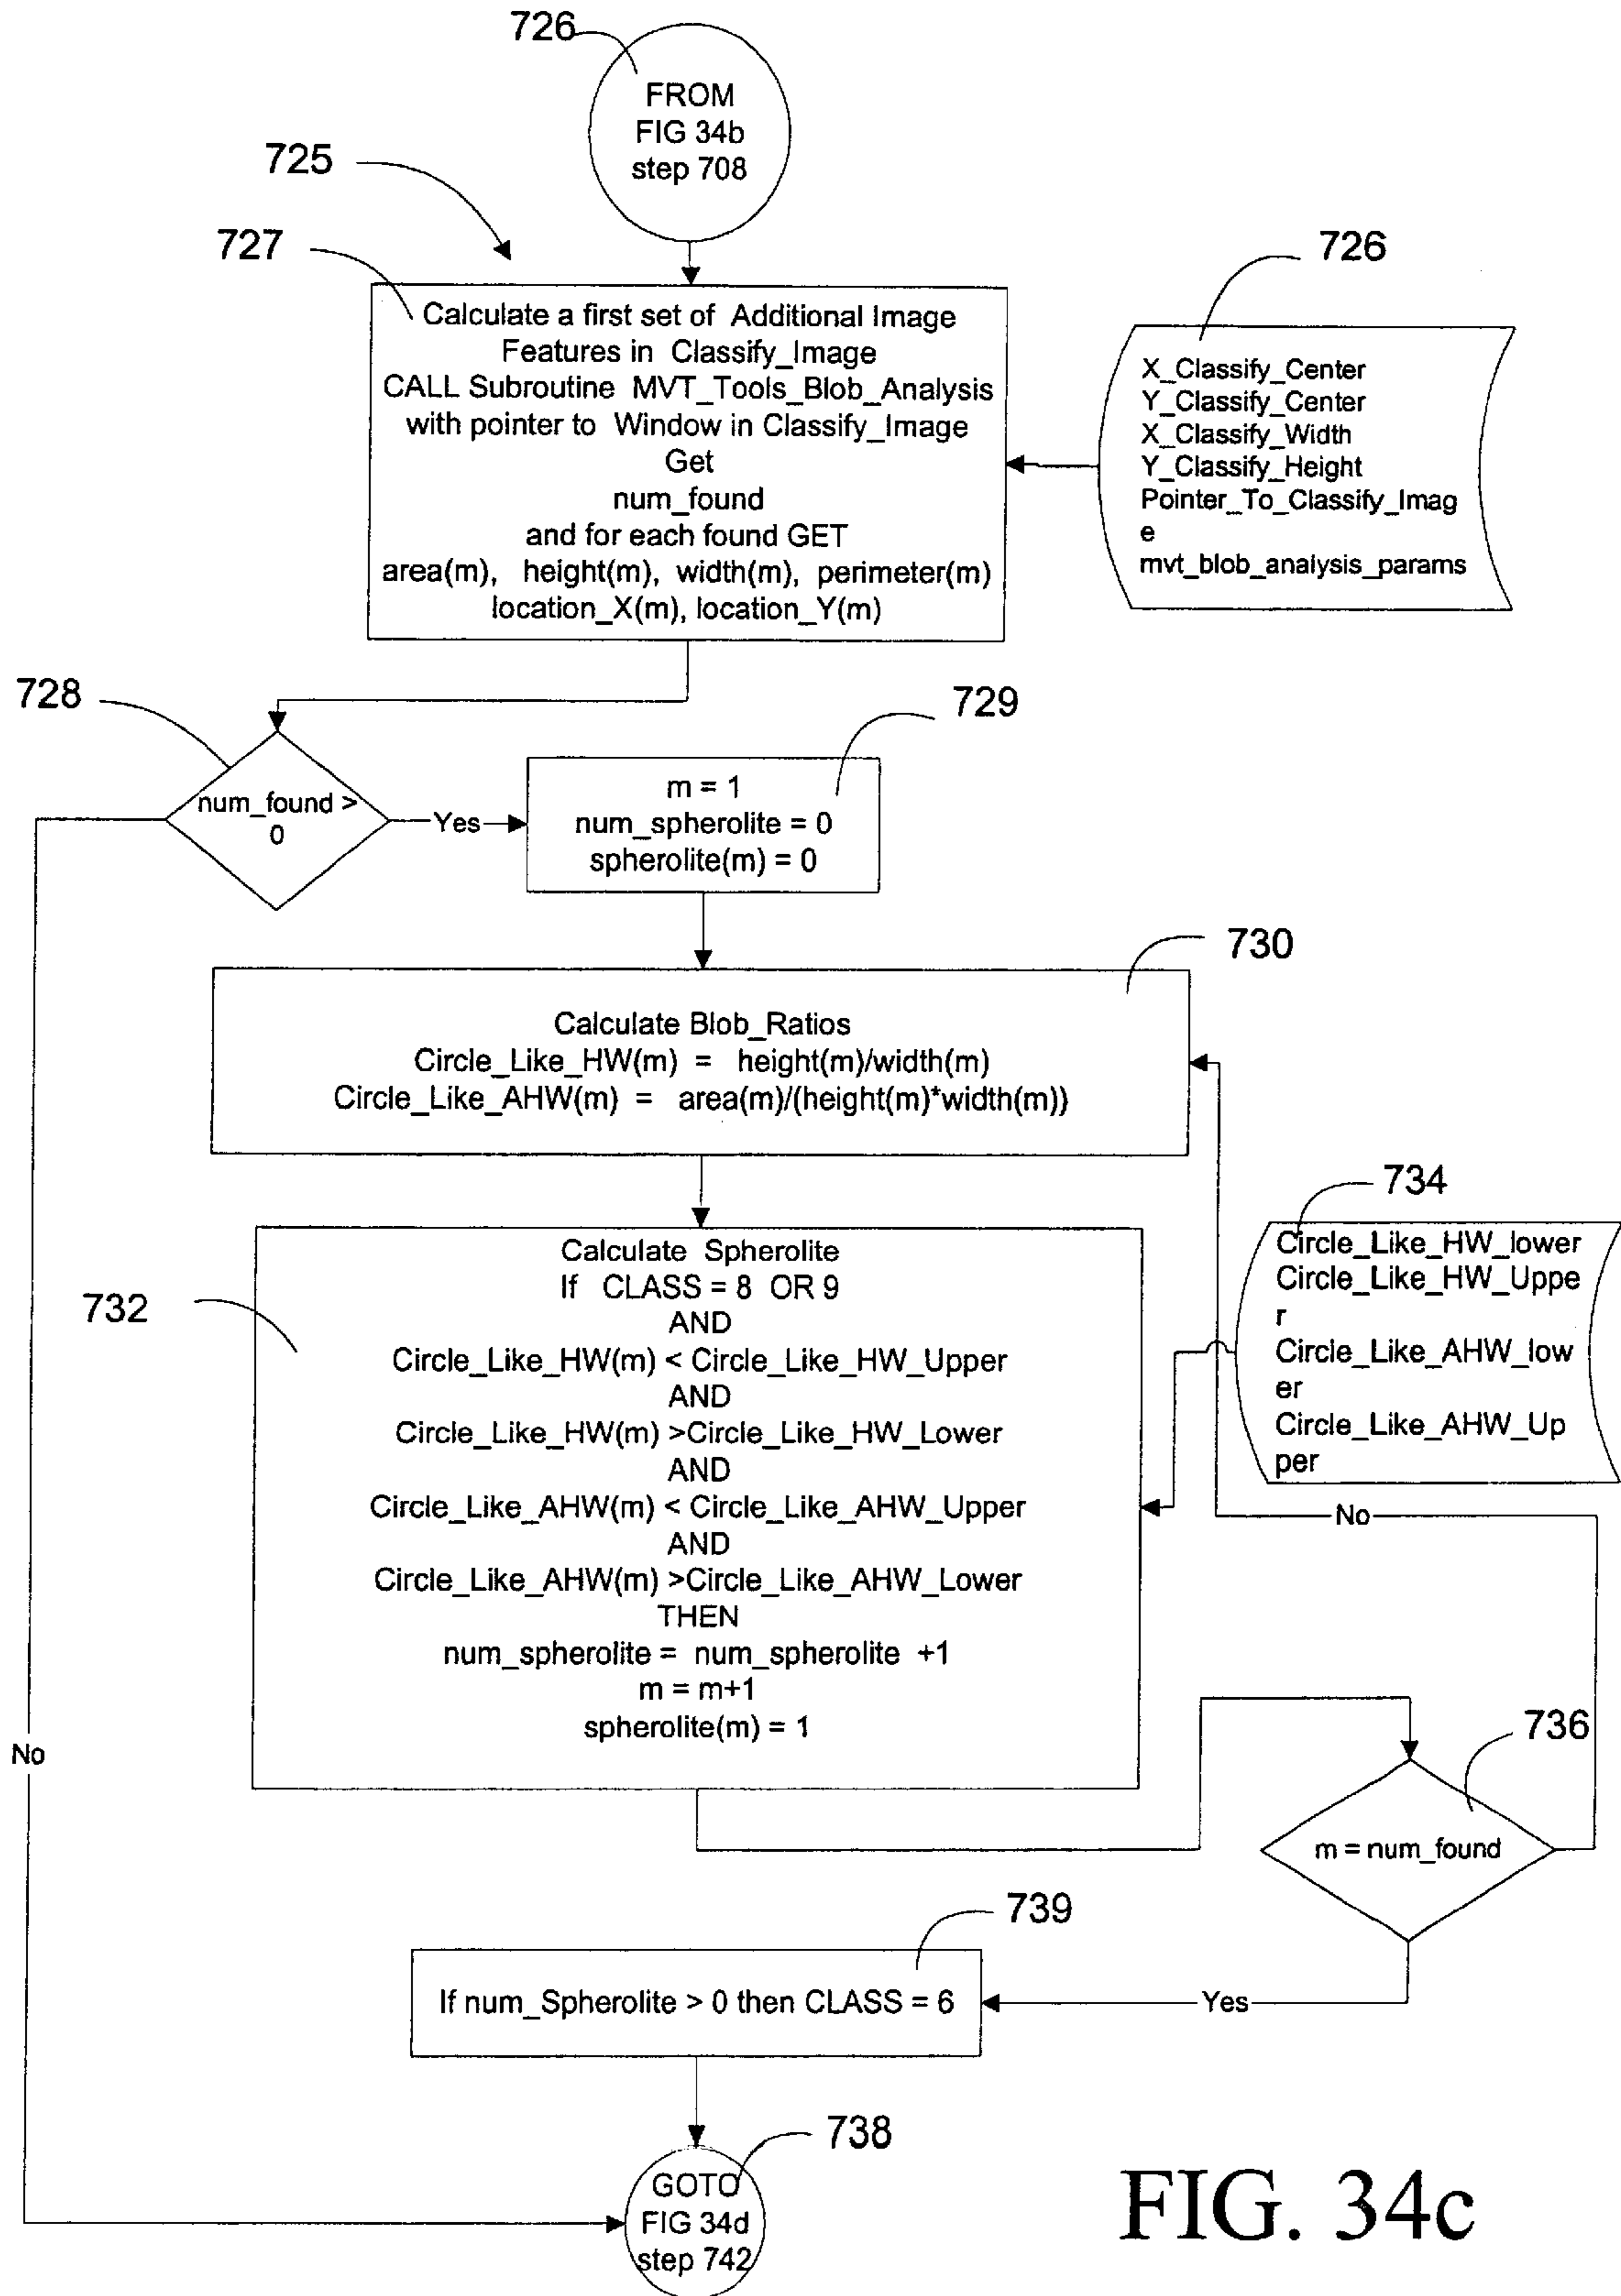 726
FROM
FIG 34b
step 708
725
727
Calculate a first set of Additional Image
Features in Classify_Image
CALL Subroutine MVT_Tools_Blob_Analysis
with pointer to Window in Classify_Image
Get
num_found
and for each found GET
area(m), height(m), width(m), perimeter(m)
location_X(m), location_Y(m)
726
X_Classify_Center
Y_Classify_Center
X_Classify_Width
Y_Classify_Height
Pointer_To_Classify_Imag
e
mvt_blob_analysis_params
728
num_found >
0
Yes
729
m = 1
num_spherolite = 0
spherolite(m) = 0
730
Calculate Blob_Ratios
Circle_Like_HW(m) = height(m)/width(m)
Circle_Like_AHW(m) = area(m)/(height(m)*width(m))
732
Calculate Spherolite
If CLASS = 8 OR 9
AND
Circle_Like_HW(m) < Circle_Like_HW_Upper
AND
Circle_Like_HW(m) >Circle_Like_HW_Lower
AND
Circle_Like_AHW(m) < Circle_Like_AHW_Upper
AND
Circle_Like_AHW(m) >Circle_Like_AHW_Lower
THEN
num_spherolite = num_spherolite +1
m = m+1
spherolite(m) = 1
734
Circle_Like_HW_lower
Circle_Like_HW_Uppe
r
Circle_Like_AHW_low
er
Circle_Like_AHW_Up
per
No
736
m = num_found
No
739
If num_Spherolite > 0 then CLASS = 6
Yes
738
GOTO
FIG 34d
step 742
FIG. 34c